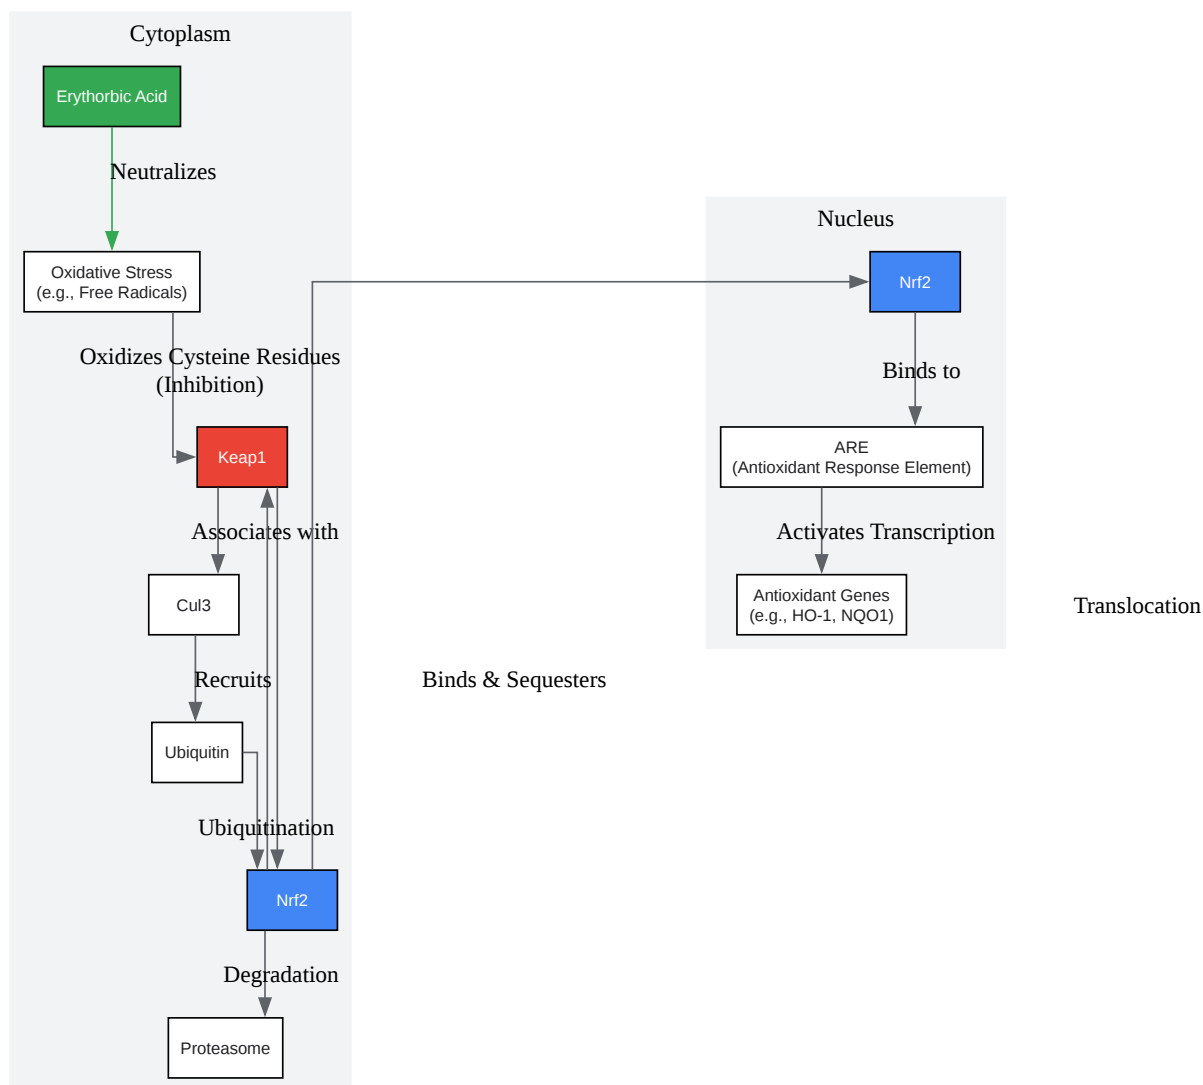 Cytoplasm
Erythorbic Acid
Neutralizes
Oxidative Stress
(e.g., Free Radicals)
Oxidizes Cysteine Residues
(Inhibition)
Keap1
Associates with
Cul3
Recruits
Ubiquitin
Ubiquitination
Nrf2
Degradation
Proteasome
Binds & Sequesters
Nucleus
Nrf2
Binds to
ARE
(Antioxidant Response Element)
Activates Transcription
Antioxidant Genes
(e.g., HO-1, NQO1)
Translocation